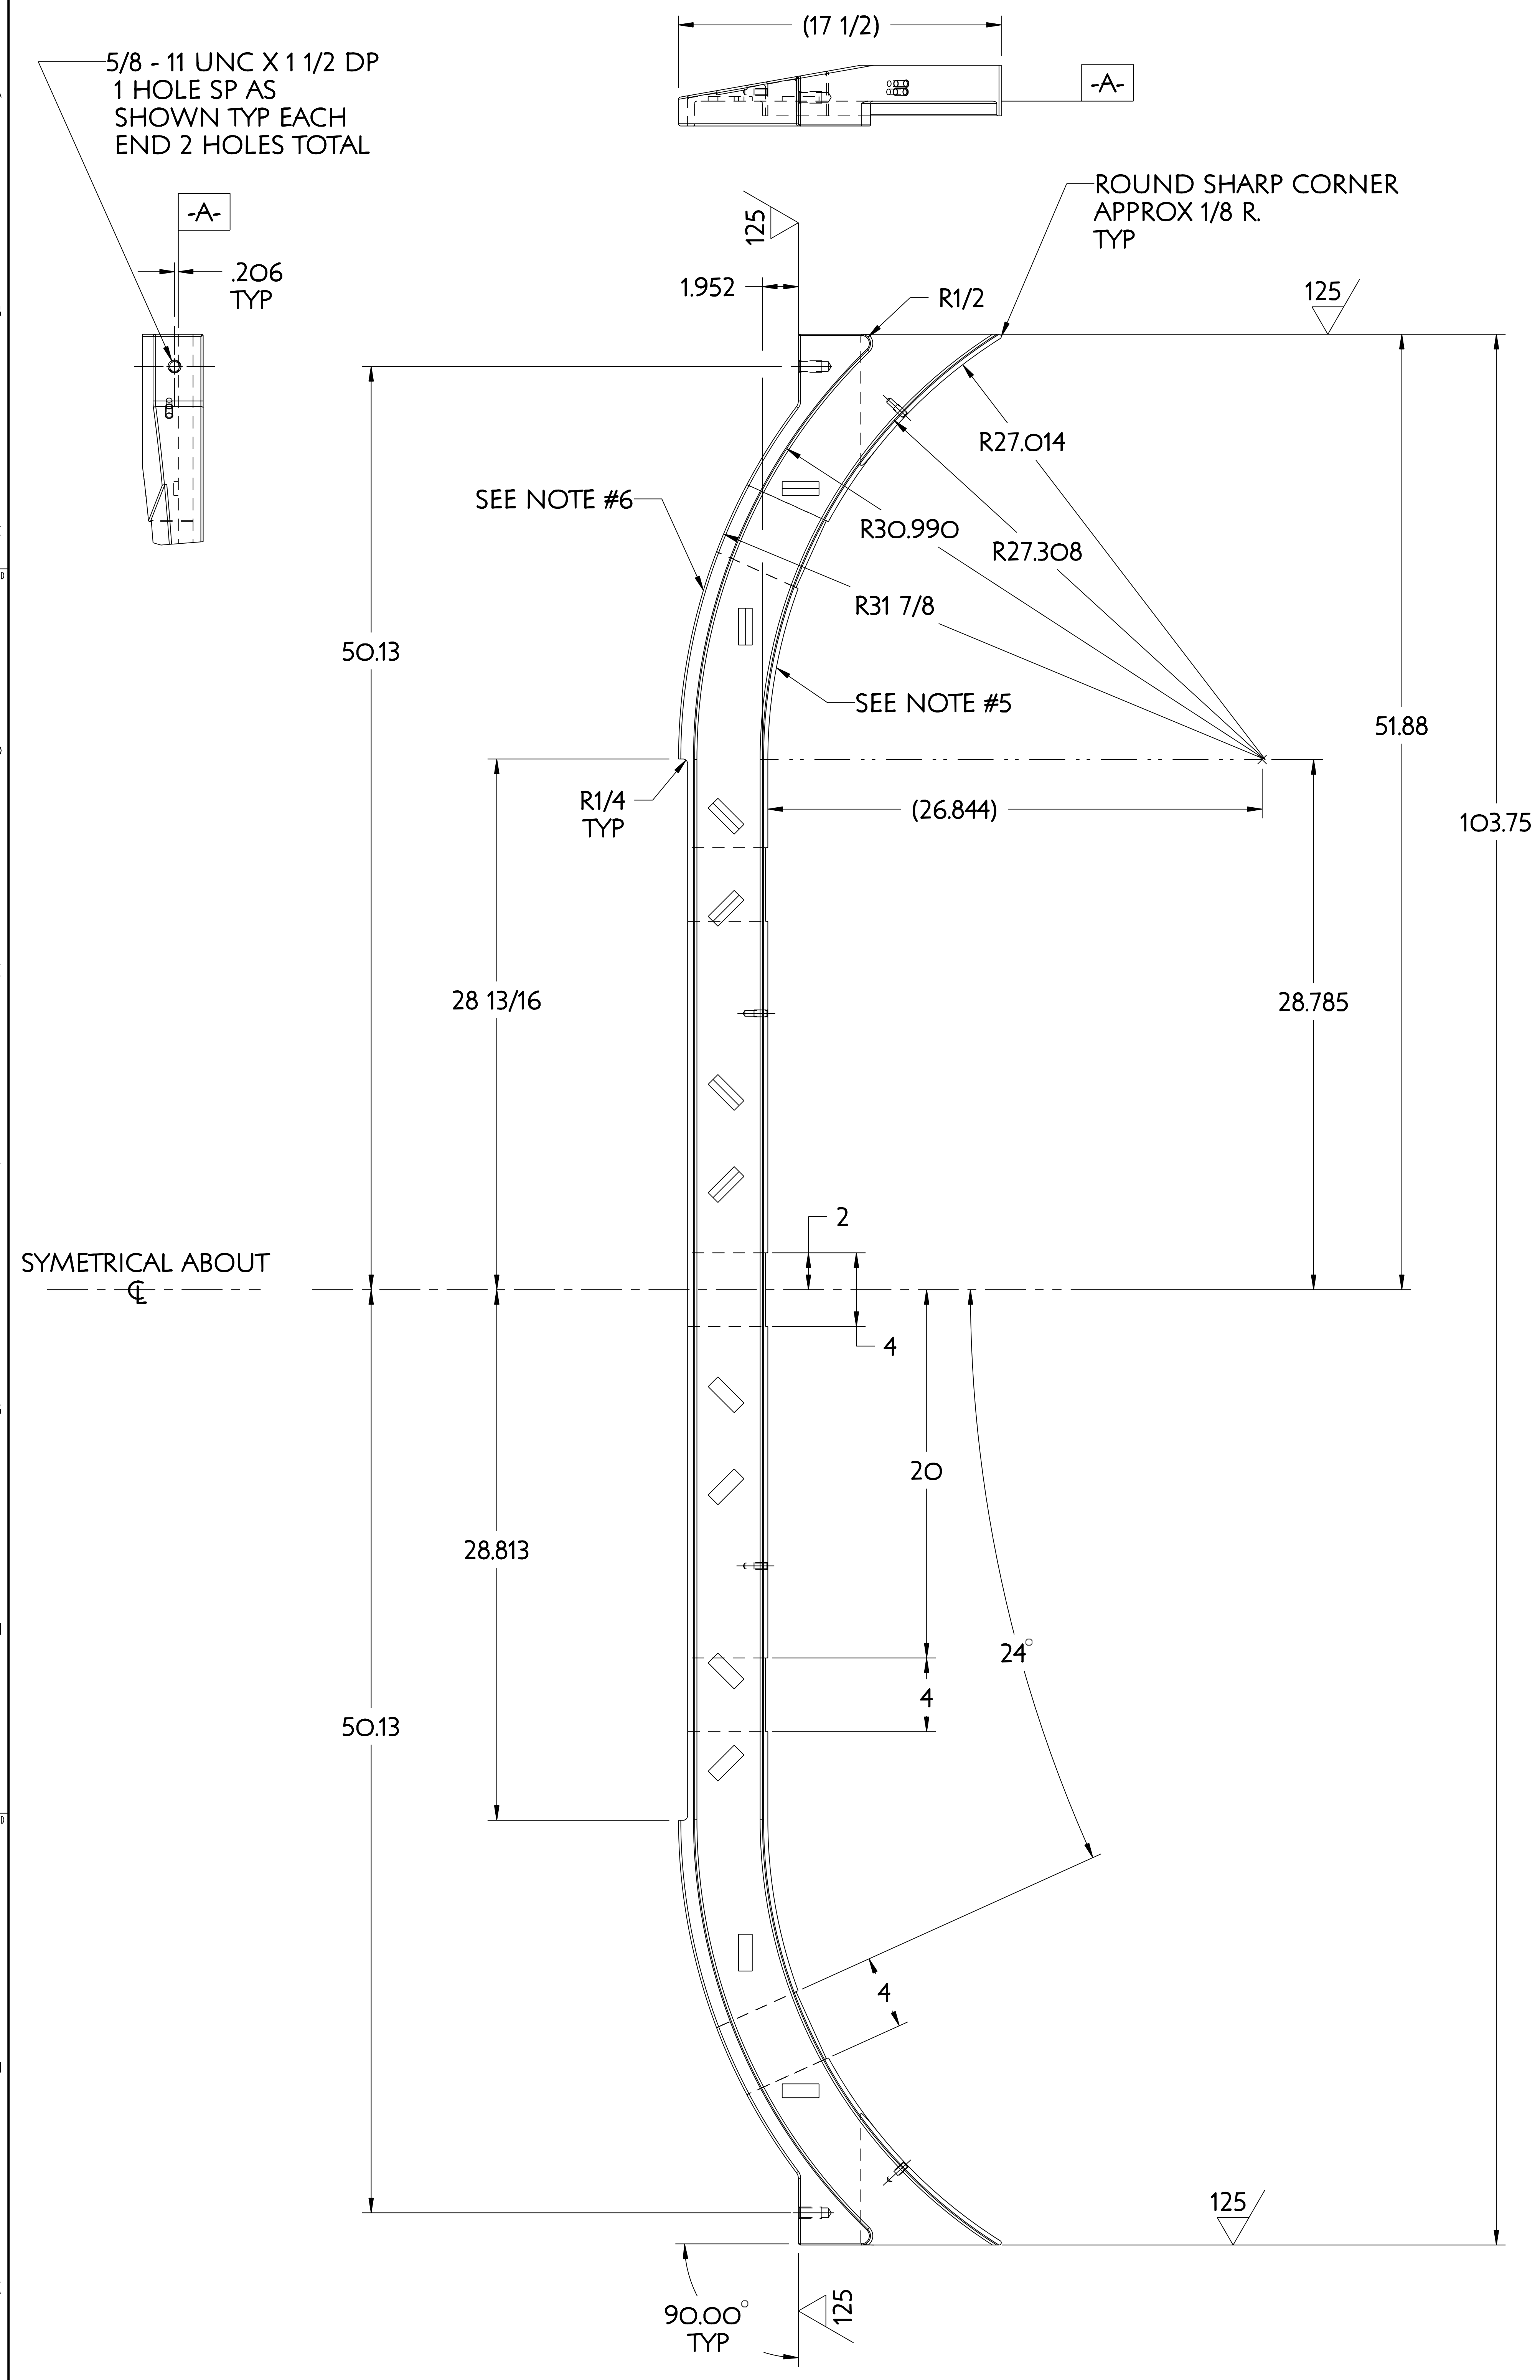 (17 1/2)
5/8 - 11 UNC X 1 1/2 DP
1 HOLE SP AS
SHOWN TYP EACH
END 2 HOLES TOTAL
-A-
ROUND SHARP CORNER
APPROX 1/8 R.
TYP
-A-
125
.206
TYP
1.952
R1/2
125
R27.014
SEE NOTE #6
R30.990
R27.308
R31 7/8
50.13
SEE NOTE #5
51.88
R1/4
TYP
(26.844)
103.75
28 13/16
28.785
2
SYMETRICAL ABOUT
℄
4
20
28.813
24°
4
50.13
4
125
90.00°
TYP
125